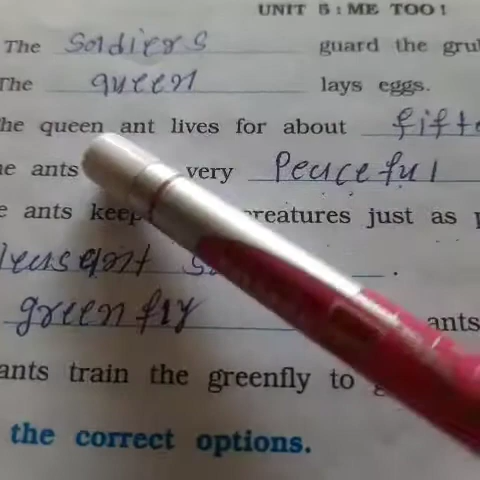 UNIT 5 : ME TOO !
The Soldiers guard the gru
The queen lays eggs.
he queen ant lives for about fift
e ants very Peaceful
e ants keep reatures just as p
greenfly ants
ants train the greenfly to g
the correct options.